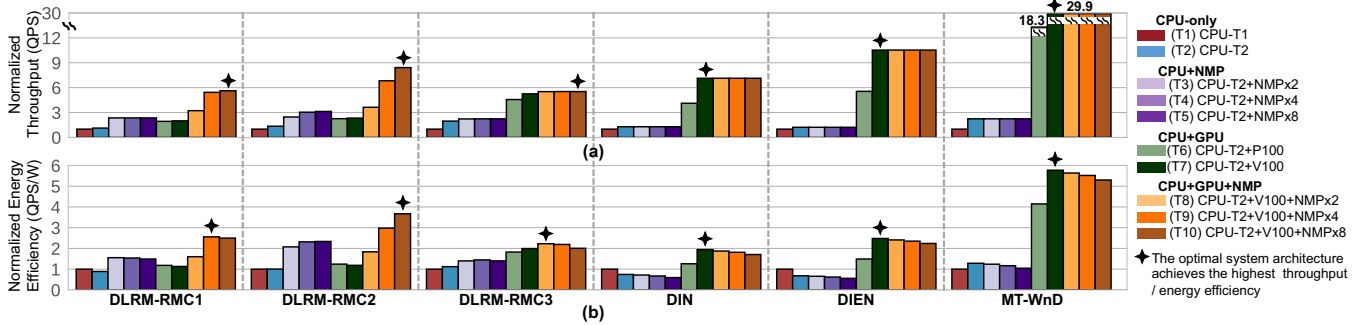 Normalized
Throughput (QPS)
30
12
9
6
3
0
18.3
29.9
(a)
Normalized Energy
Efficiency (QPS/W)
6
5
4
3
2
1
0
DLRM-RMC1
DLRM-RMC2
DLRM-RMC3
DIN
DIEN
MT-WnD
(b)
CPU-only
(T1) CPU-T1
(T2) CPU-T2
CPU+NMP
(T3) CPU-T2+NMPx2
(T4) CPU-T2+NMPx4
(T5) CPU-T2+NMPx8
CPU+GPU
(T6) CPU-T2+P100
(T7) CPU-T2+V100
CPU+GPU+NMP
(T8) CPU-T2+V100+NMPx2
(T9) CPU-T2+V100+NMPx4
(T10) CPU-T2+V100+NMPx8
The optimal system architecture
achieves the highest throughput
/ energy efficiency